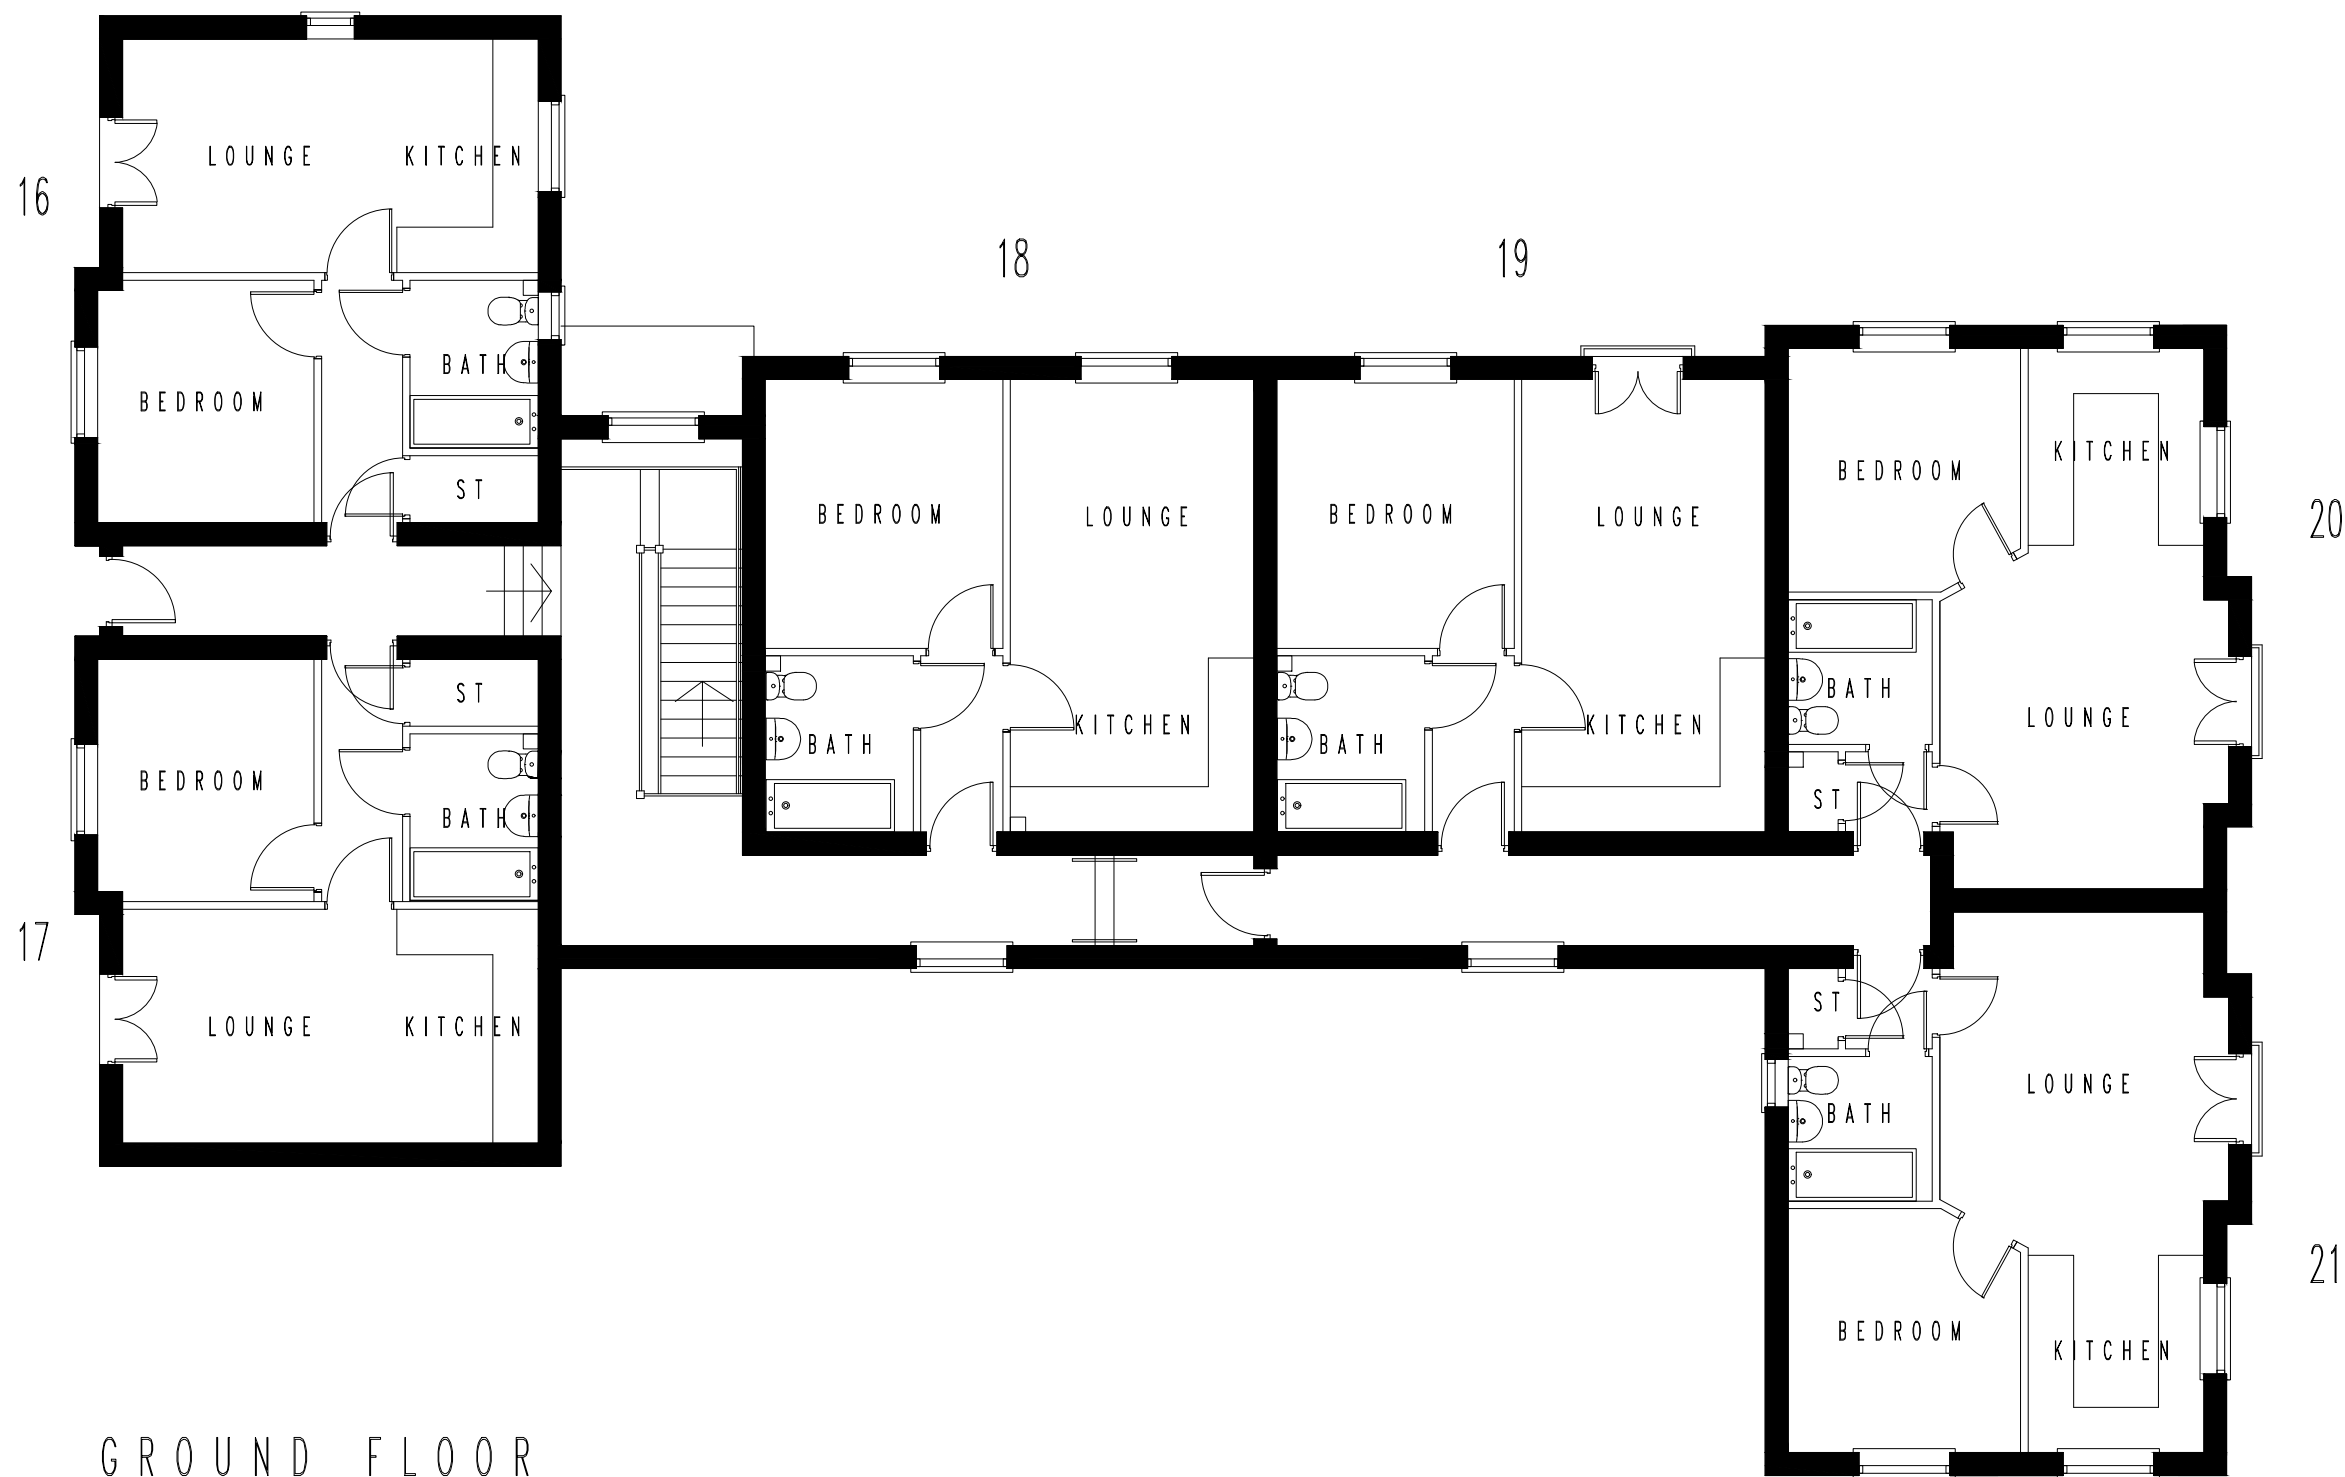 LOUNGE KITCHEN
16
BEDROOM
BATH
ST
ST
BEDROOM
BATH
17
LOUNGE KITCHEN
18
BEDROOM
LOUNGE
BATH
KITCHEN
19
BEDROOM
LOUNGE
BATH
KITCHEN
BEDROOM
KITCHEN
20
BATH
LOUNGE
ST
ST
LOUNGE
BATH
21
BEDROOM
KITCHEN
GROUND FLOOR